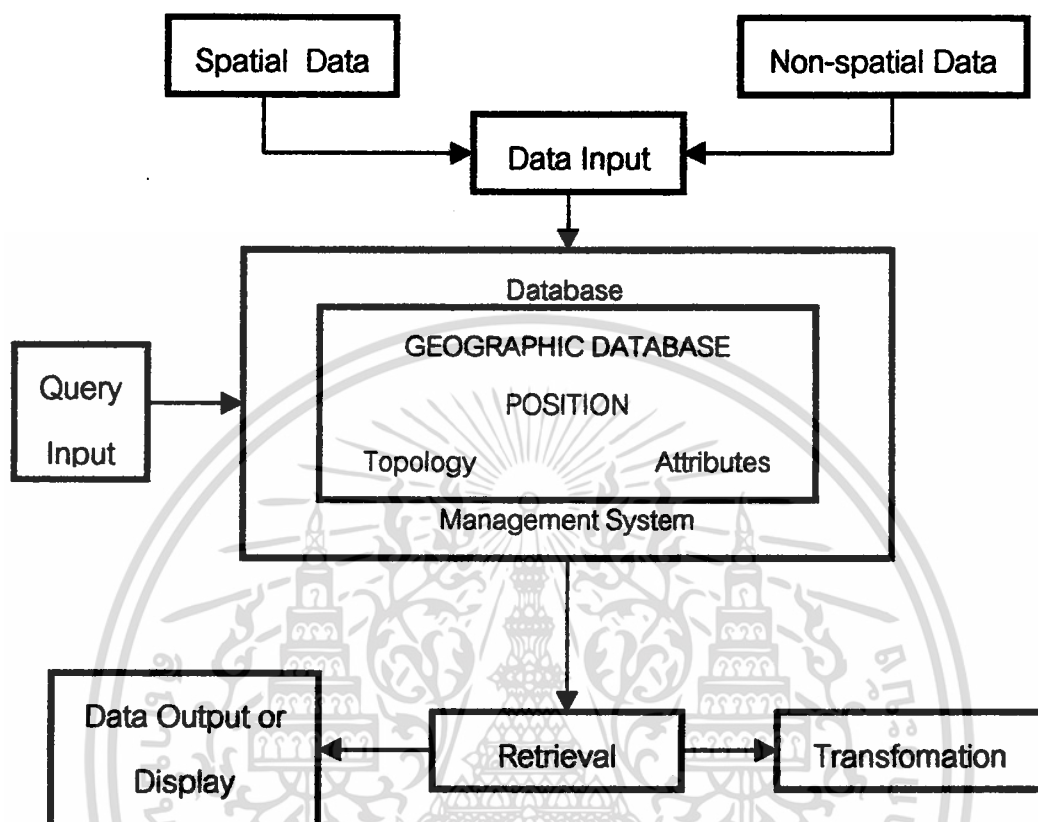 Spatial Data
Non-spatial Data
Data Input
Database
GEOGRAPHIC DATABASE
POSITION
Topology Attributes
Management System
Query
Input
Data Output or
Display
Retrieval
Transfomation